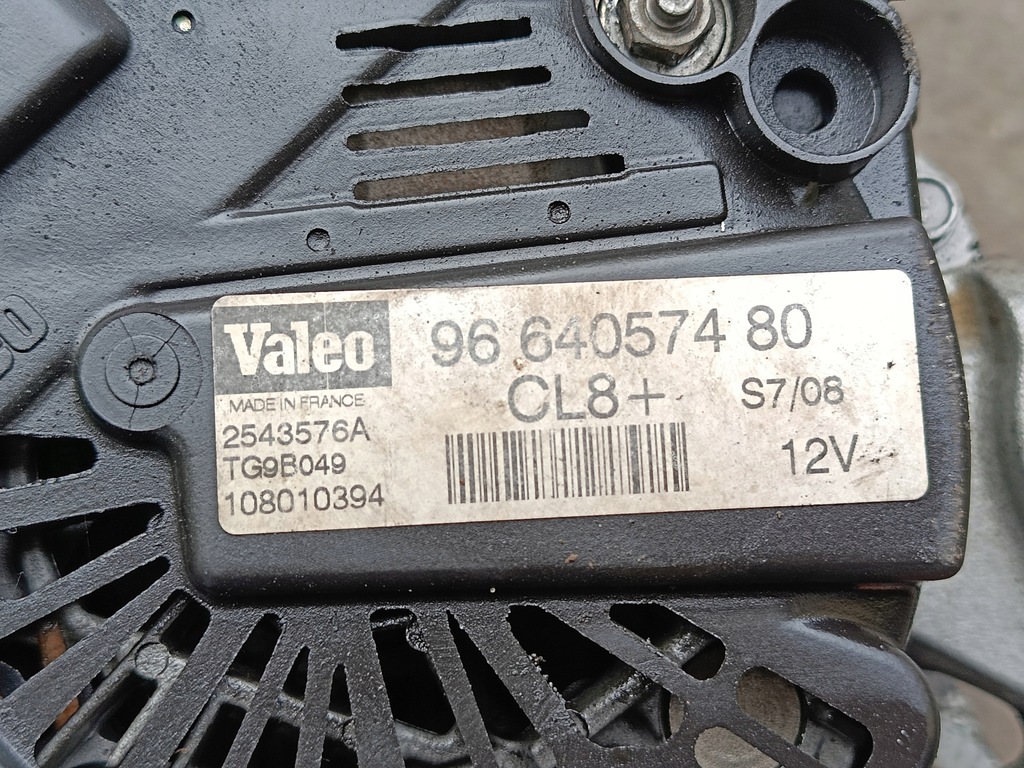 Valeo
MADE IN FRANCE
2543576A
TG9B049
108010394
96 640574 80
CL8+
S7/08
12V